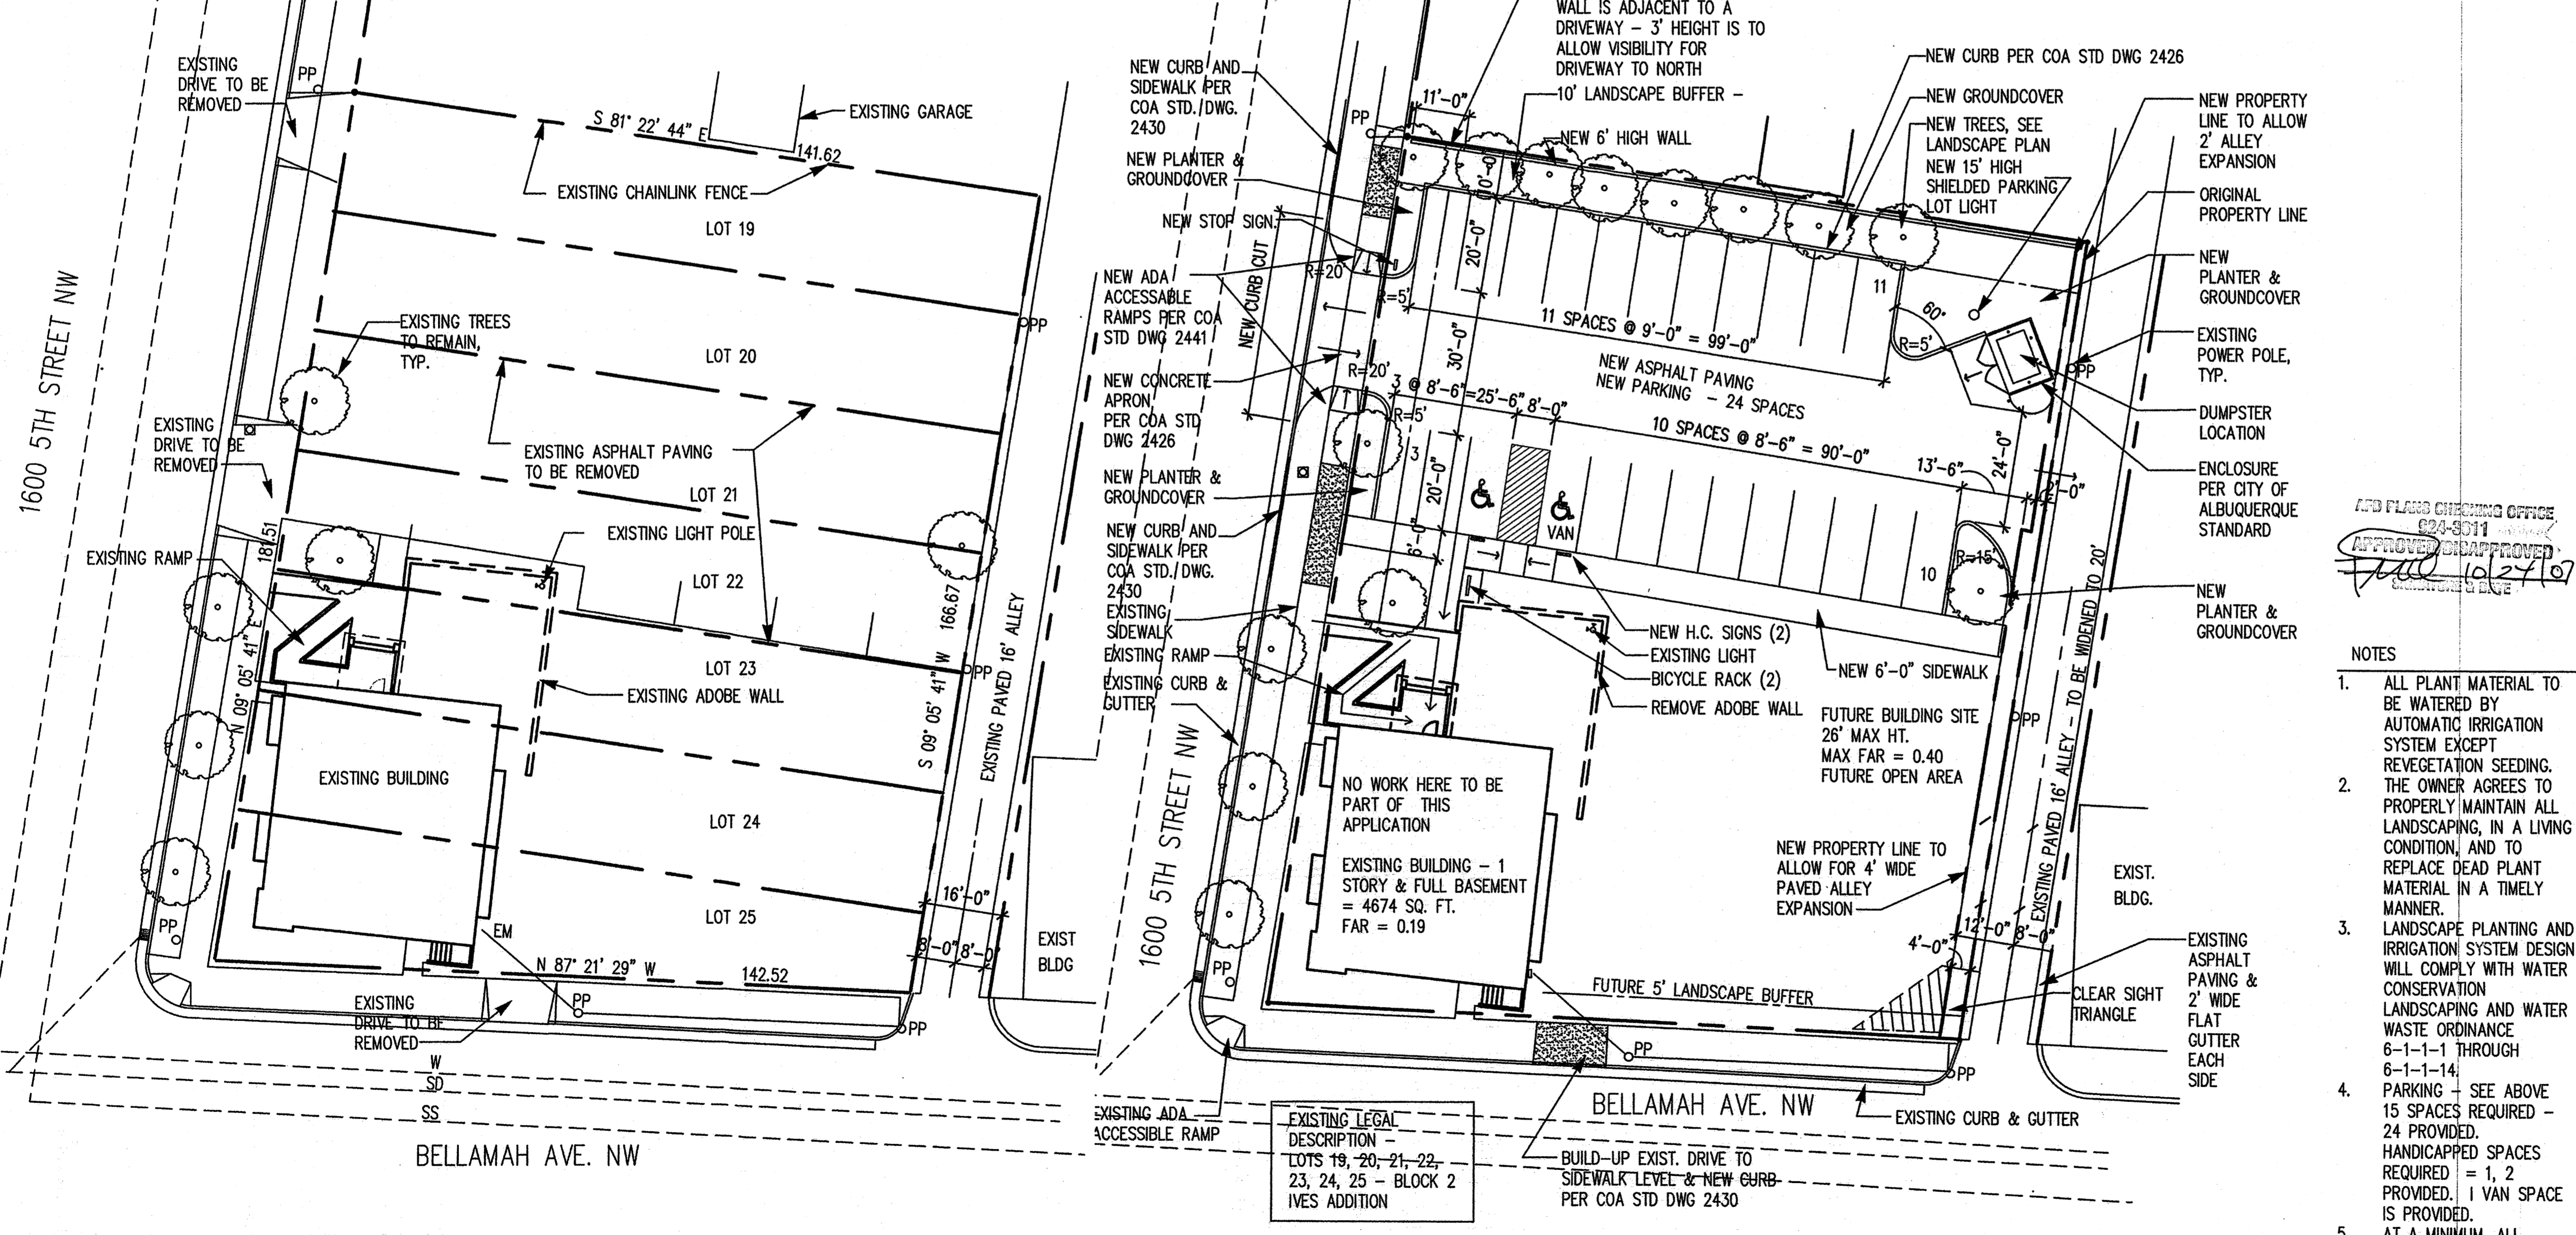 EXISTING
DRIVE TO BE
REMOVED
PP
S 81° 22' 44" E
141.62
EXISTING GARAGE
EXISTING CHAINLINK FENCE
LOT 19
1600 5TH STREET NW
EXISTING TREES
TO REMAIN,
TYP.
LOT 20
PP
EXISTING
DRIVE TO BE
REMOVED
EXISTING ASPHALT PAVING
TO BE REMOVED
LOT 21
181.51
EXISTING RAMP
EXISTING LIGHT POLE
LOT 22
166.67
EXISTING PAVED 16' ALLEY
N 09° 05' 41" E
LOT 23
PP
EXISTING ADOBE WALL
S 09° 05' 41" W
EXISTING BUILDING
LOT 24
LOT 25
16'-0"
8'-0"
8'-0"
EXIST
BLDG
PP
EM
N 87° 21' 29" W
142.52
EXISTING
DRIVE TO BE
REMOVED
PP
PP
W
SD
SS
BELLAMAH AVE. NW
WALL IS ADJACENT TO A
DRIVEWAY – 3' HEIGHT IS TO
ALLOW VISIBILITY FOR
DRIVEWAY TO NORTH
10' LANDSCAPE BUFFER –
NEW 6' HIGH WALL
NEW CURB AND
SIDEWALK PER
COA STD./DWG.
2430
NEW PLANTER &
GROUNDCOVER
NEW STOP SIGN.
NEW CURB CUT
NEW ADA
ACCESSABLE
RAMPS PER COA
STD DWG 2441
NEW CONCRETE
APRON
PER COA STD
DWG 2426
NEW PLANTER &
GROUNDCOVER
NEW CURB AND
SIDEWALK PER
COA STD./DWG.
2430
EXISTING
SIDEWALK
EXISTING RAMP
EXISTING CURB &
GUTTER
PP
11'-0"
10'-0"
20'-0"
R=20'
R=5'
30'-0"
R=20'
R=5'
11 SPACES @ 9'-0" = 99'-0"
11
NEW ASPHALT PAVING
NEW PARKING – 24 SPACES
3 @ 8'-6"=25'-6"
8'-0"
10 SPACES @ 8'-6" = 90'-0"
13'-6"
24'-0"
2'-0"
3
20'-0"
6'-0"
VAN
10
R=15'
60°
R=5'
NEW CURB PER COA STD DWG 2426
NEW GROUNDCOVER
NEW TREES, SEE
LANDSCAPE PLAN
NEW 15' HIGH
SHIELDED PARKING
LOT LIGHT
NEW PROPERTY
LINE TO ALLOW
2' ALLEY
EXPANSION
ORIGINAL
PROPERTY LINE
NEW
PLANTER &
GROUNDCOVER
EXISTING
POWER POLE,
TYP.
PP
DUMPSTER
LOCATION
ENCLOSURE
PER CITY OF
ALBUQUERQUE
STANDARD
NEW
PLANTER &
GROUNDCOVER
NEW H.C. SIGNS (2)
EXISTING LIGHT
BICYCLE RACK (2)
REMOVE ADOBE WALL
NEW 6'-0" SIDEWALK
FUTURE BUILDING SITE
26' MAX HT.
MAX FAR = 0.40
FUTURE OPEN AREA
PP
EXISTING PAVED 16' ALLEY – TO BE WIDENED TO 20'
1600 5TH STREET NW
NO WORK HERE TO BE
PART OF THIS
APPLICATION
EXISTING BUILDING – 1
STORY & FULL BASEMENT
= 4674 SQ. FT.
FAR = 0.19
NEW PROPERTY LINE TO
ALLOW FOR 4' WIDE
PAVED ALLEY
EXPANSION
EXIST.
BLDG.
4'-0"
12'-0"
8'-0"
PP
FUTURE 5' LANDSCAPE BUFFER
CLEAR SIGHT
TRIANGLE
EXISTING
ASPHALT
PAVING &
2' WIDE
FLAT
GUTTER
EACH
SIDE
PP
PP
EXISTING ADA
ACCESSIBLE RAMP
EXISTING LEGAL
DESCRIPTION –
LOTS 19, 20, 21, 22,
23, 24, 25 – BLOCK 2
IVES ADDITION
BELLAMAH AVE. NW
EXISTING CURB & GUTTER
BUILD-UP EXIST. DRIVE TO
SIDEWALK LEVEL & NEW CURB
PER COA STD DWG 2430
AFD PLANS CHECKING OFFICE
924-3611
APPROVED/DISAPPROVED
10/24/07
SIGNATURE & DATE
NOTES
1. ALL PLANT MATERIAL TO
BE WATERED BY
AUTOMATIC IRRIGATION
SYSTEM EXCEPT
REVEGETATION SEEDING.
2. THE OWNER AGREES TO
PROPERLY MAINTAIN ALL
LANDSCAPING, IN A LIVING
CONDITION, AND TO
REPLACE DEAD PLANT
MATERIAL IN A TIMELY
MANNER.
3. LANDSCAPE PLANTING AND
IRRIGATION SYSTEM DESIGN
WILL COMPLY WITH WATER
CONSERVATION
LANDSCAPING AND WATER
WASTE ORDINANCE
6-1-1-1 THROUGH
6-1-1-14.
4. PARKING – SEE ABOVE
15 SPACES REQUIRED –
24 PROVIDED.
HANDICAPPED SPACES
REQUIRED = 1, 2
PROVIDED. I VAN SPACE
IS PROVIDED.
5. AT A MINIMUM, ALL